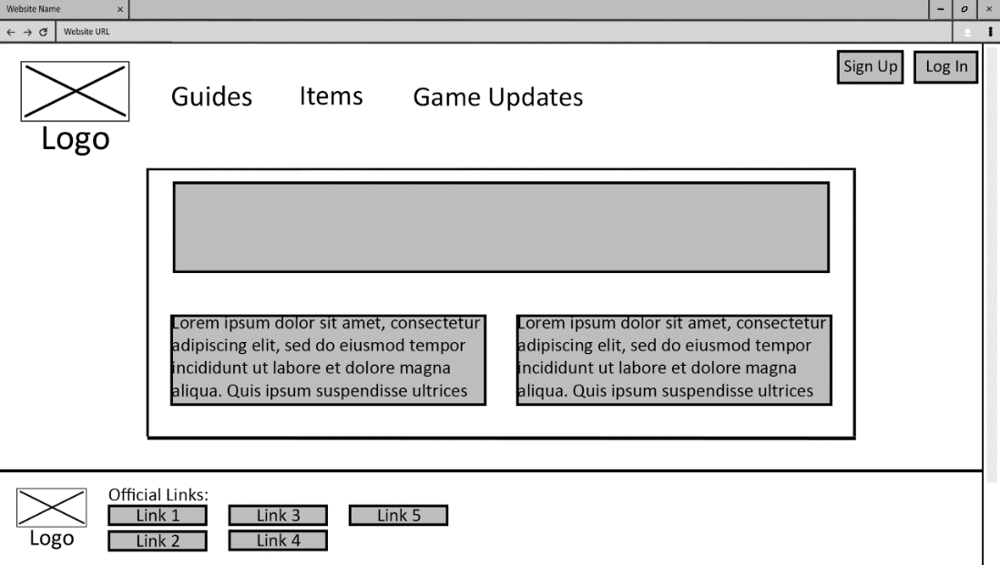 Website Name
Website URL
Sign Up
Log In
Logo
Guides
Items
Game Updates
Lorem ipsum dolor sit amet, consectetur
adipiscing elit, sed do eiusmod tempor
incididunt ut labore et dolore magna
aliqua. Quis ipsum suspendisse ultrices
Lorem ipsum dolor sit amet, consectetur
adipiscing elit, sed do eiusmod tempor
incididunt ut labore et dolore magna
aliqua. Quis ipsum suspendisse ultrices
Logo
Official Links:
Link 1
Link 3
Link 5
Link 2
Link 4